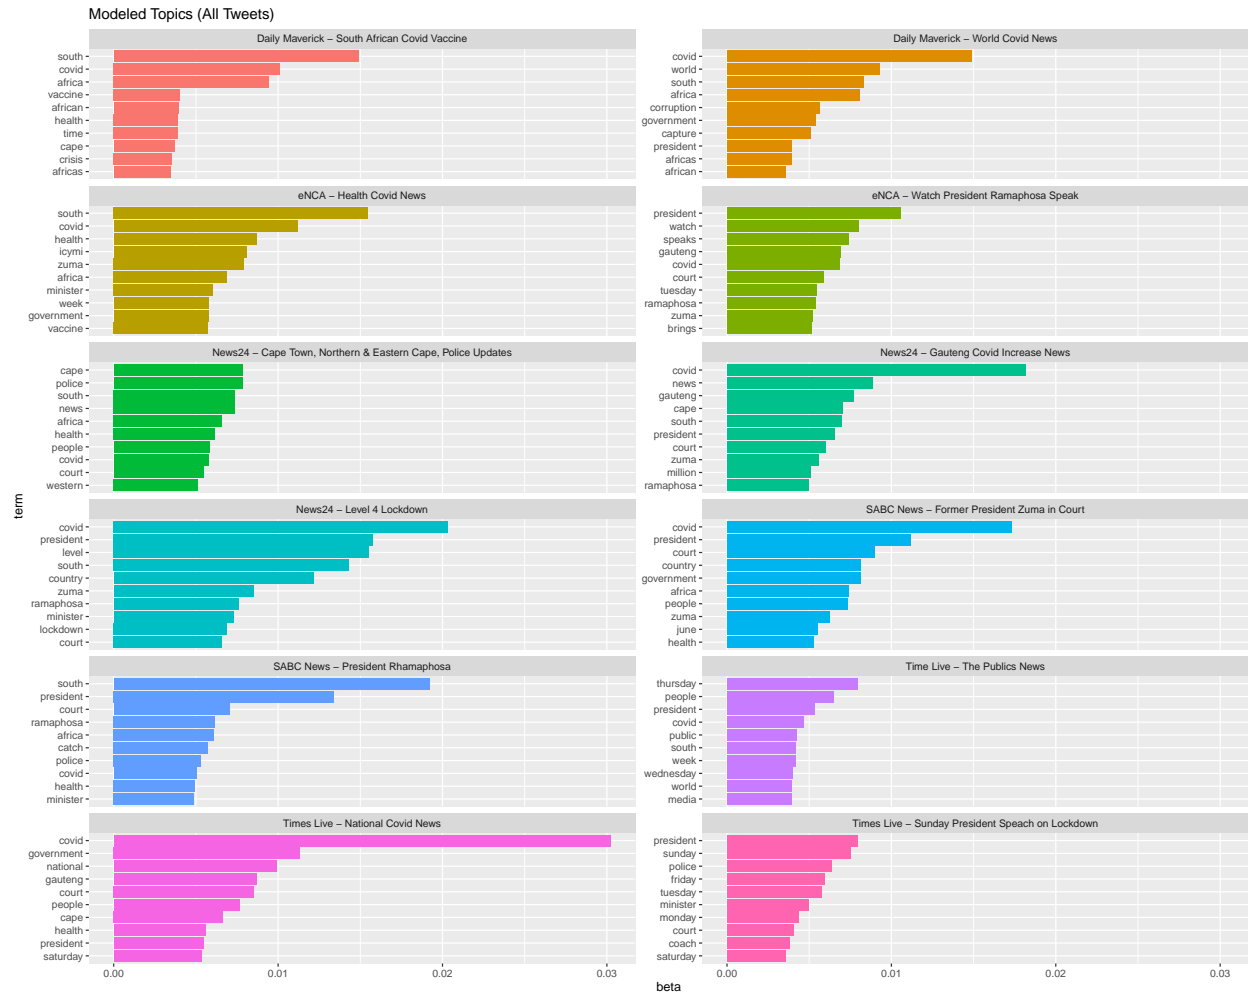 Modeled Topics (All Tweets)
Daily Maverick – South African Covid Vaccine
south
covid
africa
vaccine
african
health
time
cape
crisis
africas
Daily Maverick – World Covid News
covid
world
south
africa
corruption
government
capture
president
africas
african
eNCA – Health Covid News
south
covid
health
icymi
zuma
africa
minister
week
government
vaccine
eNCA – Watch President Ramaphosa Speak
president
watch
speaks
gauteng
covid
court
tuesday
ramaphosa
zuma
brings
News24 – Cape Town, Northern & Eastern Cape, Police Updates
cape
police
south
news
africa
health
people
covid
court
western
News24 – Gauteng Covid Increase News
covid
news
gauteng
cape
south
president
court
zuma
million
ramaphosa
News24 – Level 4 Lockdown
covid
president
level
south
country
zuma
ramaphosa
minister
lockdown
court
SABC News – Former President Zuma in Court
covid
president
court
country
government
africa
people
zuma
june
health
SABC News – President Rhamaphosa
south
president
court
ramaphosa
africa
catch
police
covid
health
minister
Time Live – The Publics News
thursday
people
president
covid
public
south
week
wednesday
world
media
Times Live – National Covid News
covid
government
national
gauteng
court
people
cape
health
president
saturday
Times Live – Sunday President Speach on Lockdown
president
sunday
police
friday
tuesday
minister
monday
court
coach
saturday
term
0.00 0.01 0.02 0.03
0.00 0.01 0.02 0.03
beta